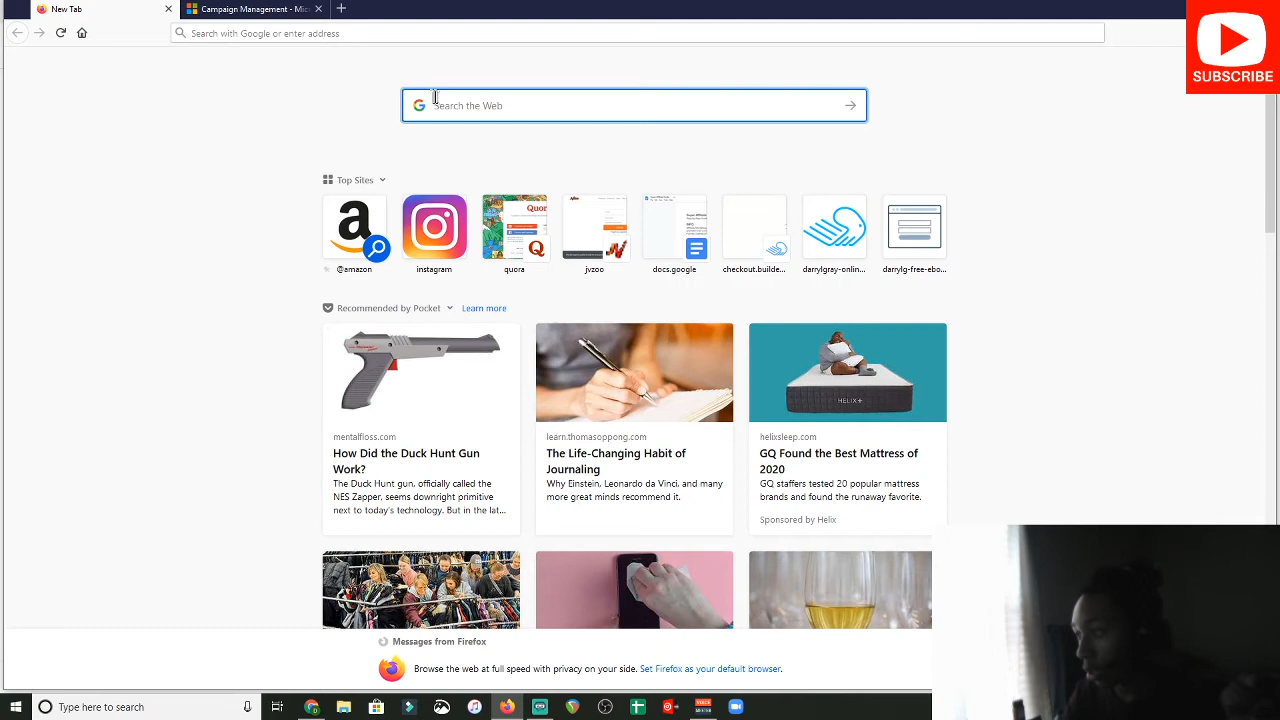 New Tab
Campaign Management - Mics
Search with Google or enter address
SUBSCRIBE
Search the Web
Top Sites
@amazon
instagram
quora
jvzoo
docs.google
checkout.builde...
darrylgray-onlin...
darrylg-free-ebo...
Recommended by Pocket
Learn more
mentalfloss.com
How Did the Duck Hunt Gun
Work?
The Duck Hunt gun, officially called the
NES Zapper, seems downright primitive
next to today's technology. But in the lat...
learn.thomasoppong.com
The Life-Changing Habit of
Journaling
Why Einstein, Leonardo da Vinci, and many
more great minds recommend it.
HELIX+
helixsleep.com
GQ Found the Best Mattress of
2020
GQ staffers tested 20 popular mattress
brands and found the runaway favorite.
Sponsored by Helix
Messages from Firefox
Browse the web at full speed with privacy on your side. Set Firefox as your default browser.
Type here to search